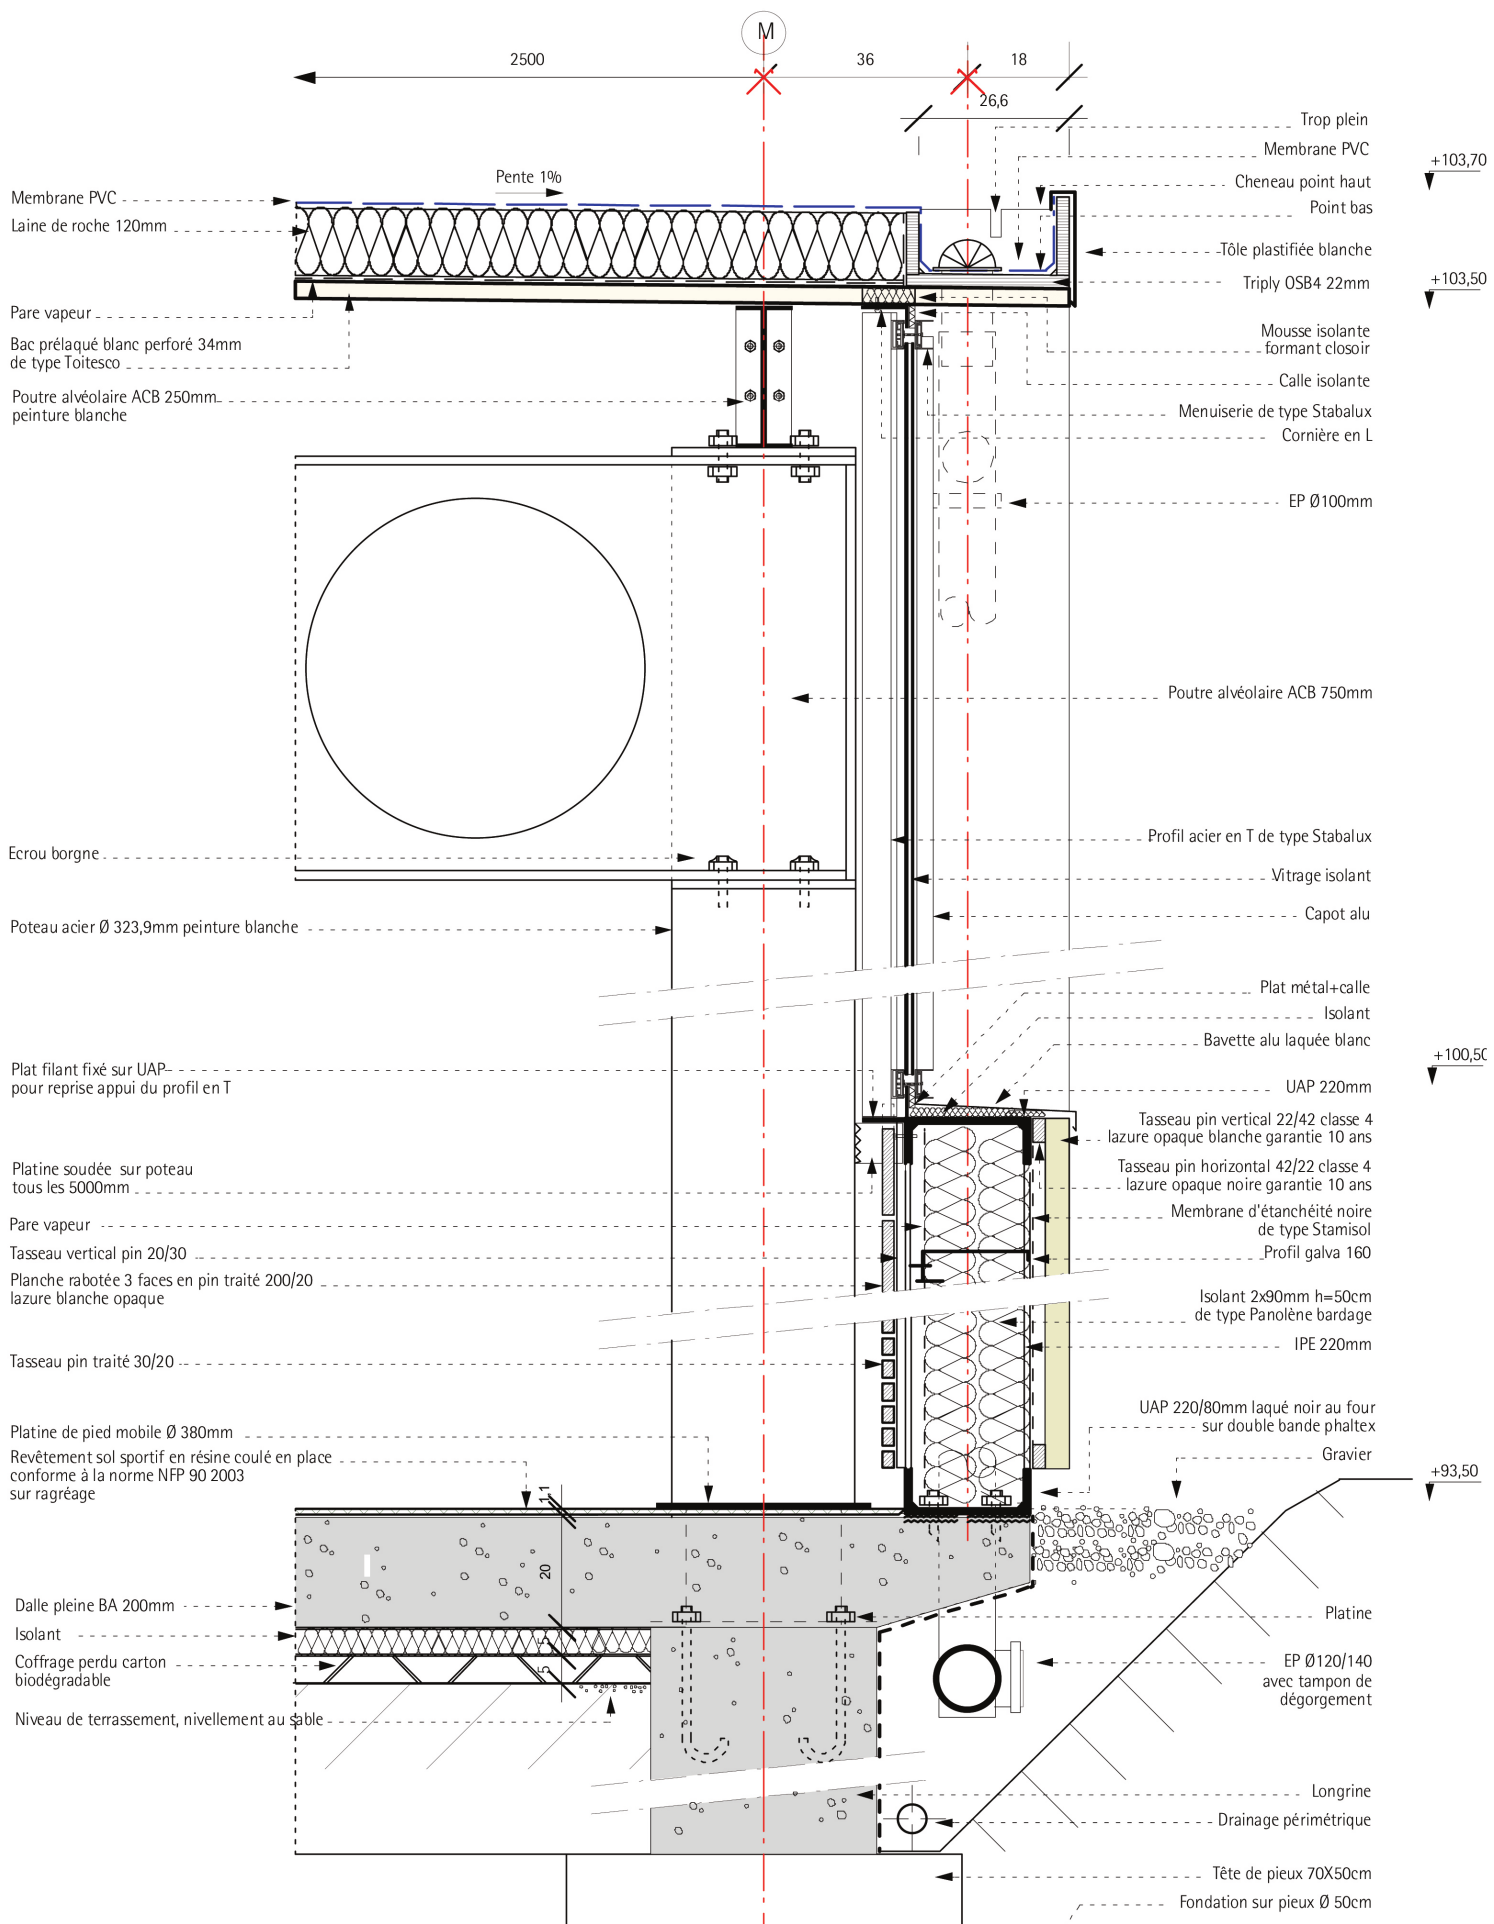 M
2500
36
18
26,6
Trop plein
Membrane PVC
+103,70
Pente 1%
Cheneau point haut
Membrane PVC
Point bas
Laine de roche 120mm
Tôle plastifiée blanche
+103,50
Triply OSB4 22mm
Pare vapeur
Mousse isolante
formant closoir
Bac prélaqué blanc perforé 34mm
de type Toitesco
Calle isolante
Poutre alvéolaire ACB 250mm
peinture blanche
Menuiserie de type Stabalux
Cornière en L
EP Ø100mm
Poutre alvéolaire ACB 750mm
Profil acier en T de type Stabalux
Ecrou borgne
Vitrage isolant
Capot alu
Poteau acier Ø 323,9mm peinture blanche
Plat métal+calle
Isolant
Bavette alu laquée blanc
+100,50
Plat filant fixé sur UAP
pour reprise appui du profil en T
UAP 220mm
Tasseau pin vertical 22/42 classe 4
lazure opaque blanche garantie 10 ans
Platine soudée sur poteau
tous les 5000mm
Tasseau pin horizontal 42/22 classe 4
lazure opaque noire garantie 10 ans
Pare vapeur
Membrane d'étanchéité noire
de type Stamisol
Tasseau vertical pin 20/30
Profil galva 160
Planche rabotée 3 faces en pin traité 200/20
lazure blanche opaque
Isolant 2x90mm h=50cm
de type Panolène bardage
IPE 220mm
Tasseau pin traité 30/20
UAP 220/80mm laqué noir au four
sur double bande phaltex
Platine de pied mobile Ø 380mm
Revêtement sol sportif en résine coulé en place
conforme à la norme NFP 90 2003
sur ragréage
Gravier
+93,50
1,1
20
Dalle pleine BA 200mm
Platine
Isolant
5
Coffrage perdu carton
biodégradable
5
EP Ø120/140
avec tampon de
dégorgement
Niveau de terrassement, nivellement au sable
Longrine
Drainage périmétrique
Tête de pieux 70X50cm
Fondation sur pieux Ø 50cm